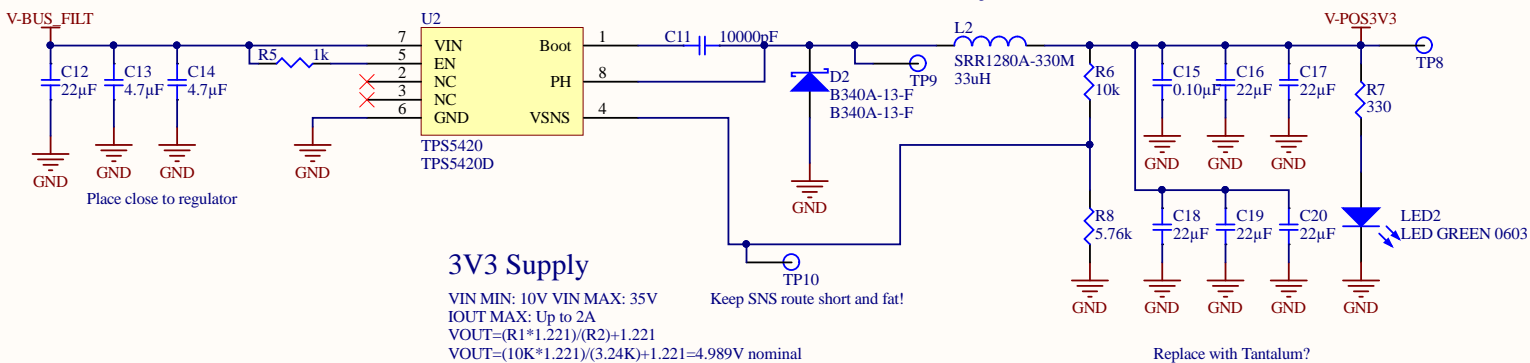 V-BUS_FILT
C12
22µF
GND
C13
4.7µF
GND
C14
4.7µF
GND
Place close to regulator
R5
1k
GND
U2
7
5
2
3
6
VIN
EN
NC
NC
GND
Boot
PH
VSNS
1
8
4
TPS5420
TPS5420D
C11
10000pF
D2
B340A-13-F
B340A-13-F
GND
TP9
L2
SRR1280A-330M
33uH
TP10
Keep SNS route short and fat!
R6
10k
R8
5.76k
GND
C15
0.10µF
GND
C16
22µF
GND
C17
22µF
GND
C18
22µF
GND
C19
22µF
GND
C20
22µF
GND
V-POS3V3
TP8
R7
330
LED2
LED GREEN 0603
GND
3V3 Supply
VIN MIN: 10V VIN MAX: 35V
IOUT MAX: Up to 2A
VOUT=(R1*1.221)/(R2)+1.221
VOUT=(10K*1.221)/(3.24K)+1.221=4.989V nominal
Replace with Tantalum?